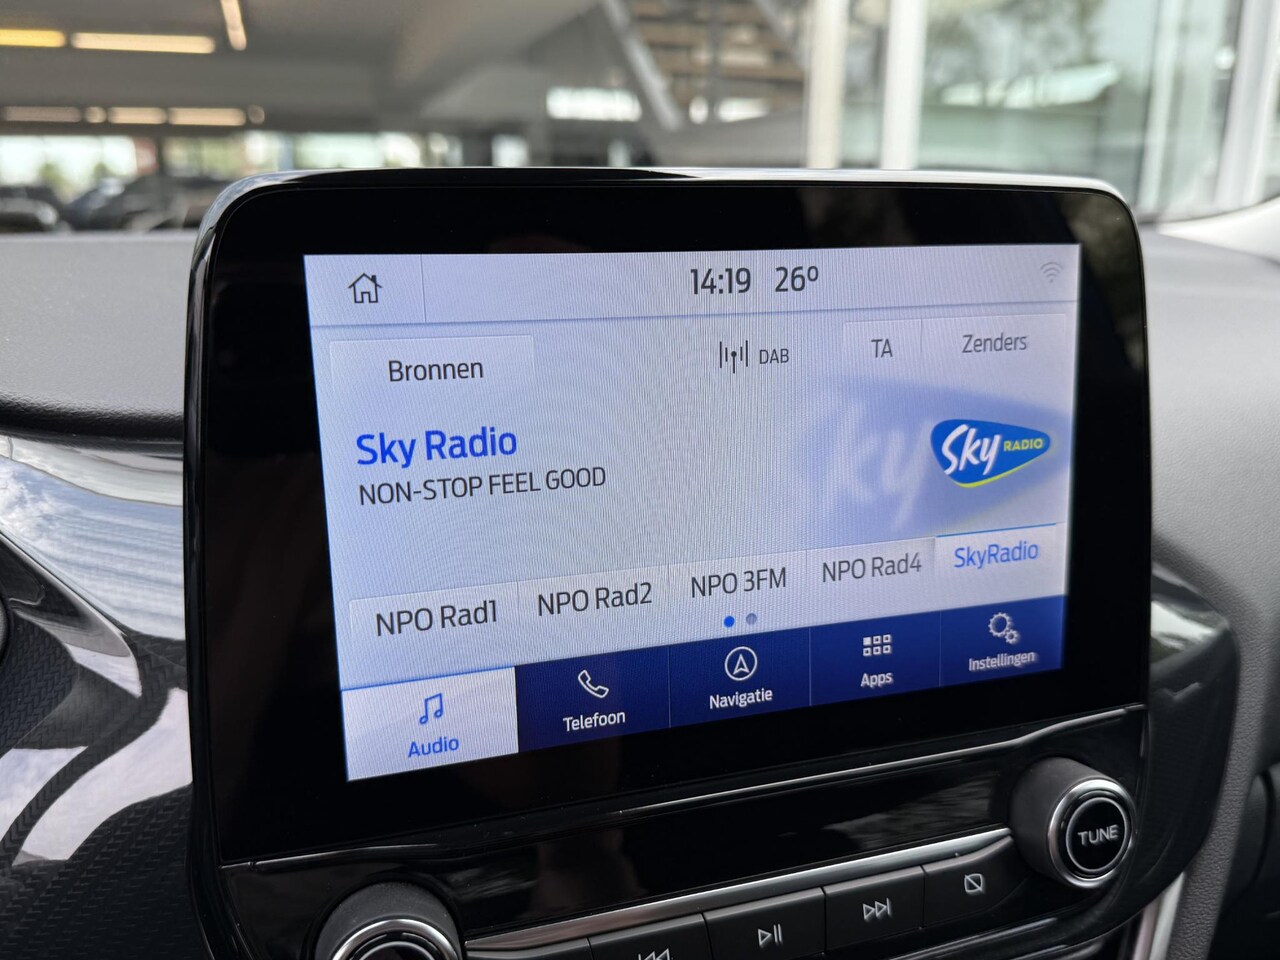 14:19 26º
Bronnen
DAB
TA
Zenders
Sky Radio
NON-STOP FEEL GOOD
Sky RADIO
NPO Rad1
NPO Rad2
NPO 3FM
NPO Rad4
SkyRadio
Audio
Telefoon
Navigatie
Apps
Instellingen
TUNE